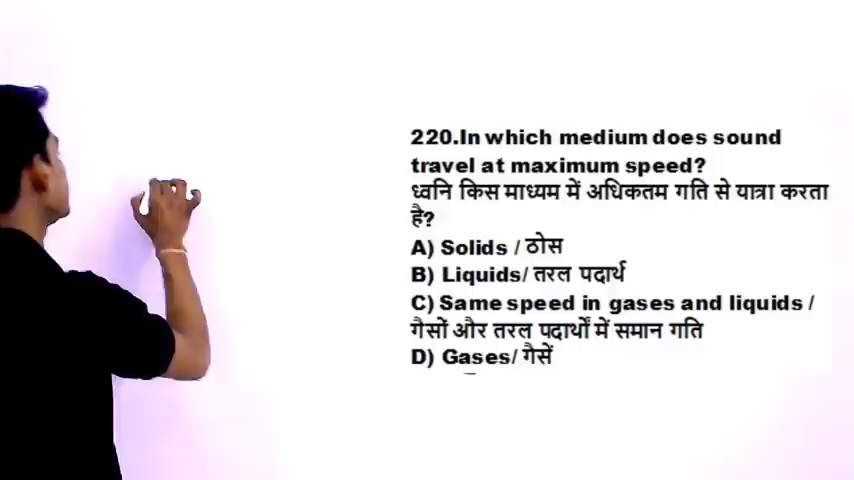 220.In which medium does sound
travel at maximum speed?
ध्वनि किस माध्यम में अधिकतम गति से यात्रा करता
है?
A) Solids / ठोस
B) Liquids/ तरल पदार्थ
C) Same speed in gases and liquids /
गैसों और तरल पदार्थों में समान गति
D) Gases/ गैसें